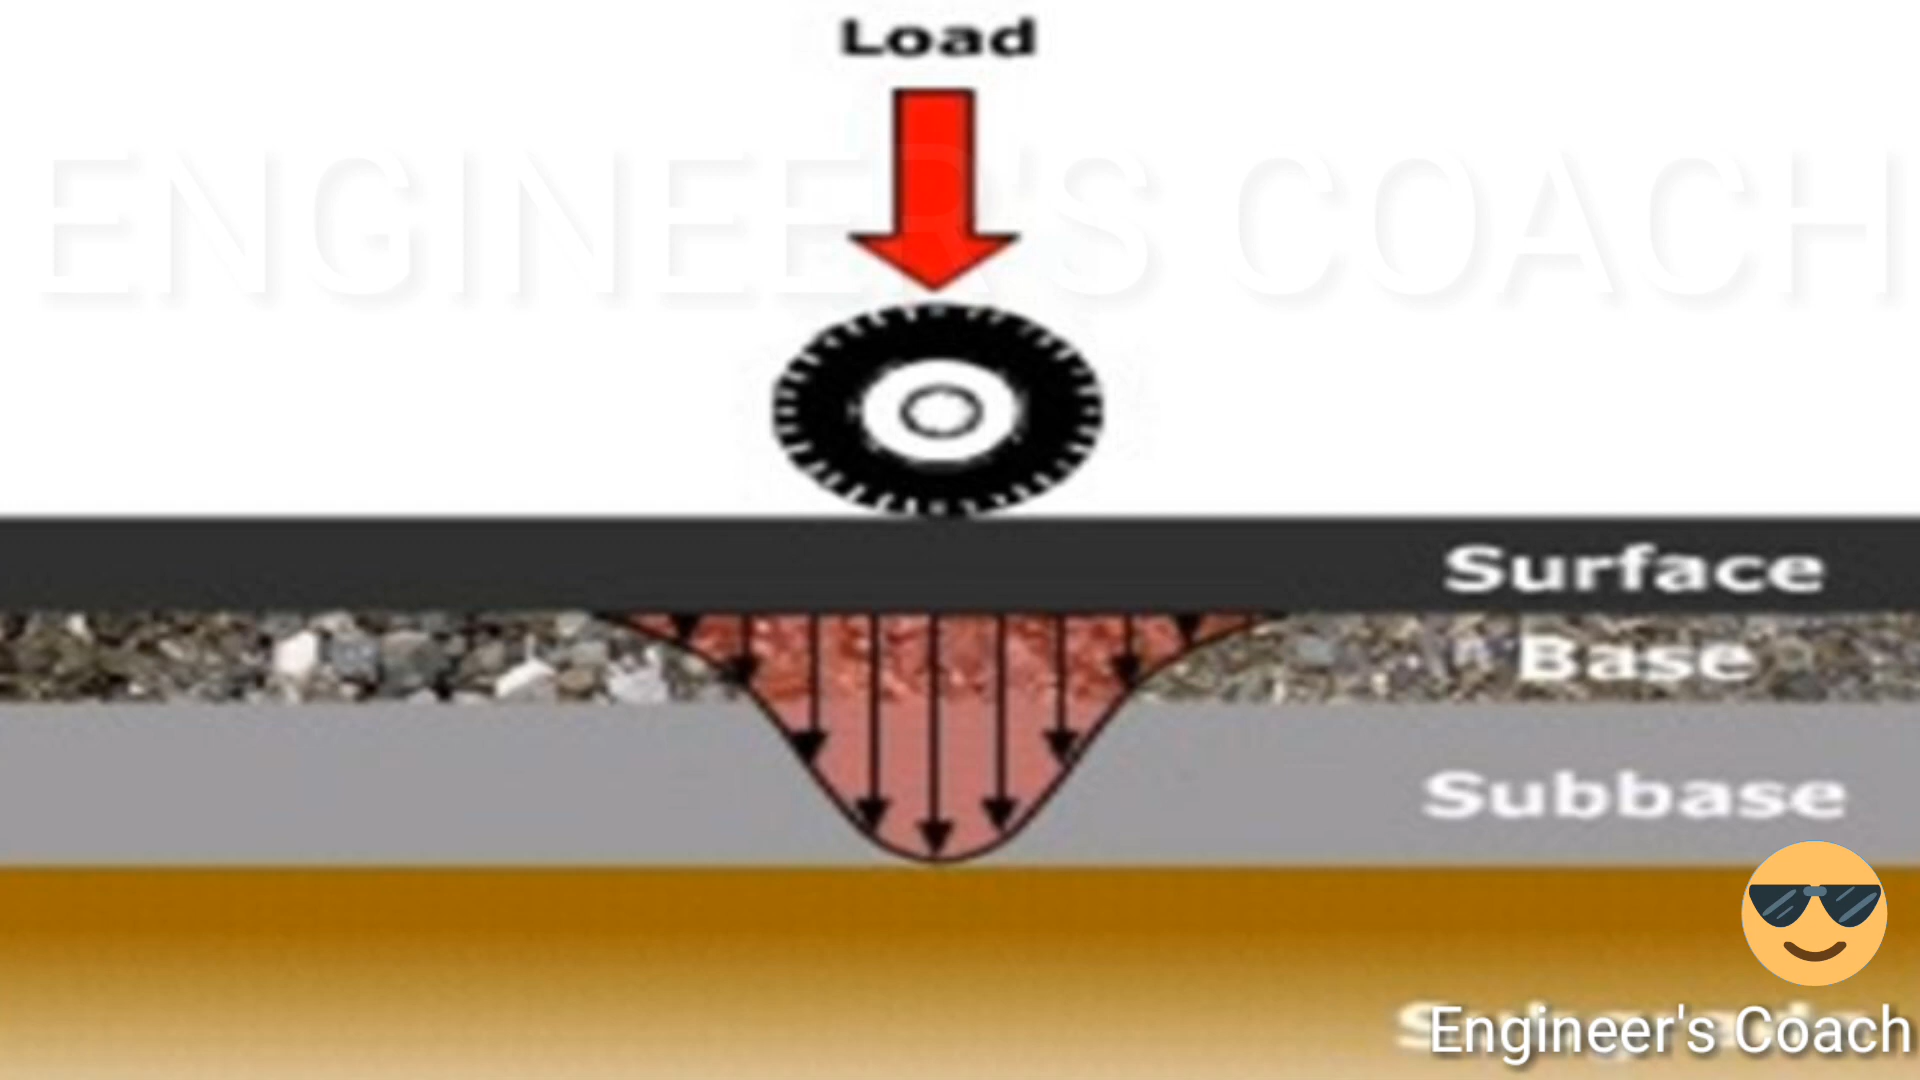 Load
ENGINEER'S COACH
Surface
Base
Subbase
Engineer's Coach